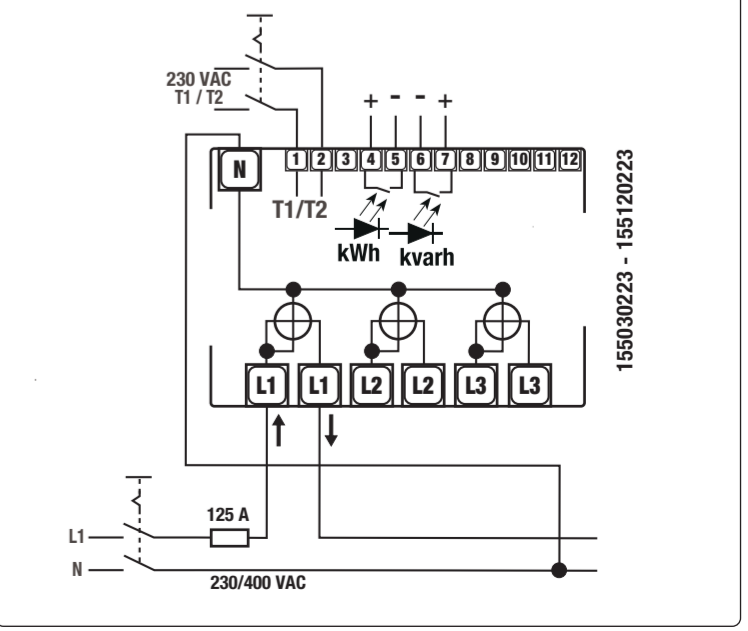 230 VAC
T1 / T2
+ - - +
N
1 2 3 4 5 6 7 8 9 10 11 12
T1/T2
kWh
kvarh
155030223 - 155120223
L1 L1 L2 L2 L3 L3
125 A
L1
N
230/400 VAC